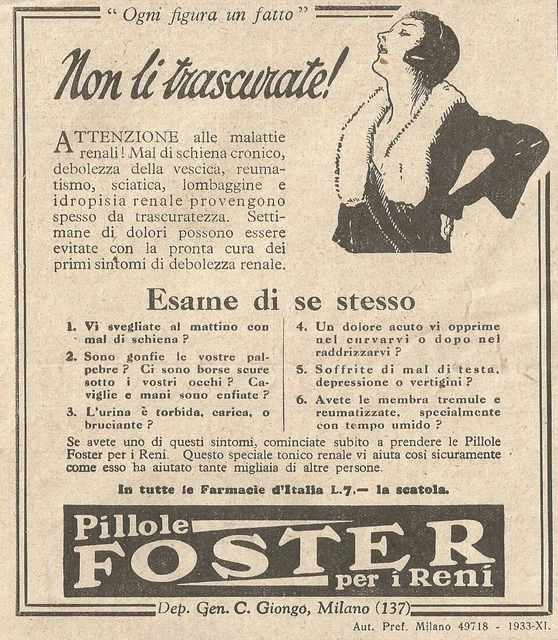 “ Ogni figura un fatto ”
Non li trascurate!
ATTENZIONE alle malattie
renali! Mal di schiena cronico,
debolezza della vescica, reuma-
tismo, sciatica, lombaggine e
idropisia renale provengono
spesso da trascuratezza. Setti-
mane di dolori possono essere
evitate con la pronta cura dei
primi sintomi di debolezza renale.
Esame di se stesso
1. Vi svegliate al mattino con
mal di schiena ?
2. Sono gonfie le vostre pal-
pebre ? Ci sono borse scure
sotto i vostri occhi ? Ca-
viglie e mani sono enfiate ?
3. L'urina è torbida, carica, o
bruciante ?
4. Un dolore acuto vi opprime
nel curvarvi o dopo nel
raddrizzarvi ?
5. Soffrite di mal di testa,
depressione o vertigini ?
6. Avete le membra tremule e
reumatizzate, specialmente
con tempo umido ?
Se avete uno di questi sintomi, cominciate subito a prendere le Pillole
Foster per i Reni. Questo speciale tonico renale vi aiuta così sicuramente
come esso ha aiutato tante migliaia di altre persone.
In tutte le Farmacie d'Italia L.7,— la scatola.
Pillole
FOSTER
per i Reni
Dep. Gen. C. Giongo, Milano (137)
Aut. Pref. Milano 49718 - 1933-XI.